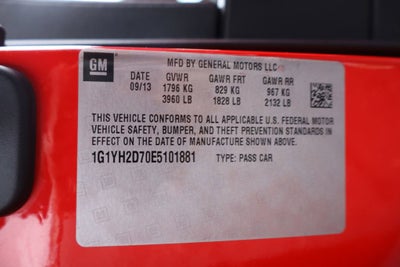 GM
MFD BY GENERAL MOTORS LLC
DATE GVWR GAWR FRT GAWR RR
09/13 1796 KG 829 KG 967 KG
3960 LB 1828 LB 2132 LB
THIS VEHICLE CONFORMS TO ALL APPLICABLE U.S. FEDERAL MOTOR
VEHICLE SAFETY, BUMPER, AND THEFT PREVENTION STANDARDS IN
EFFECT ON THE DATE OF MANUFACTURE SHOWN ABOVE.
1G1YH2D70E5101881 TYPE: PASS CAR